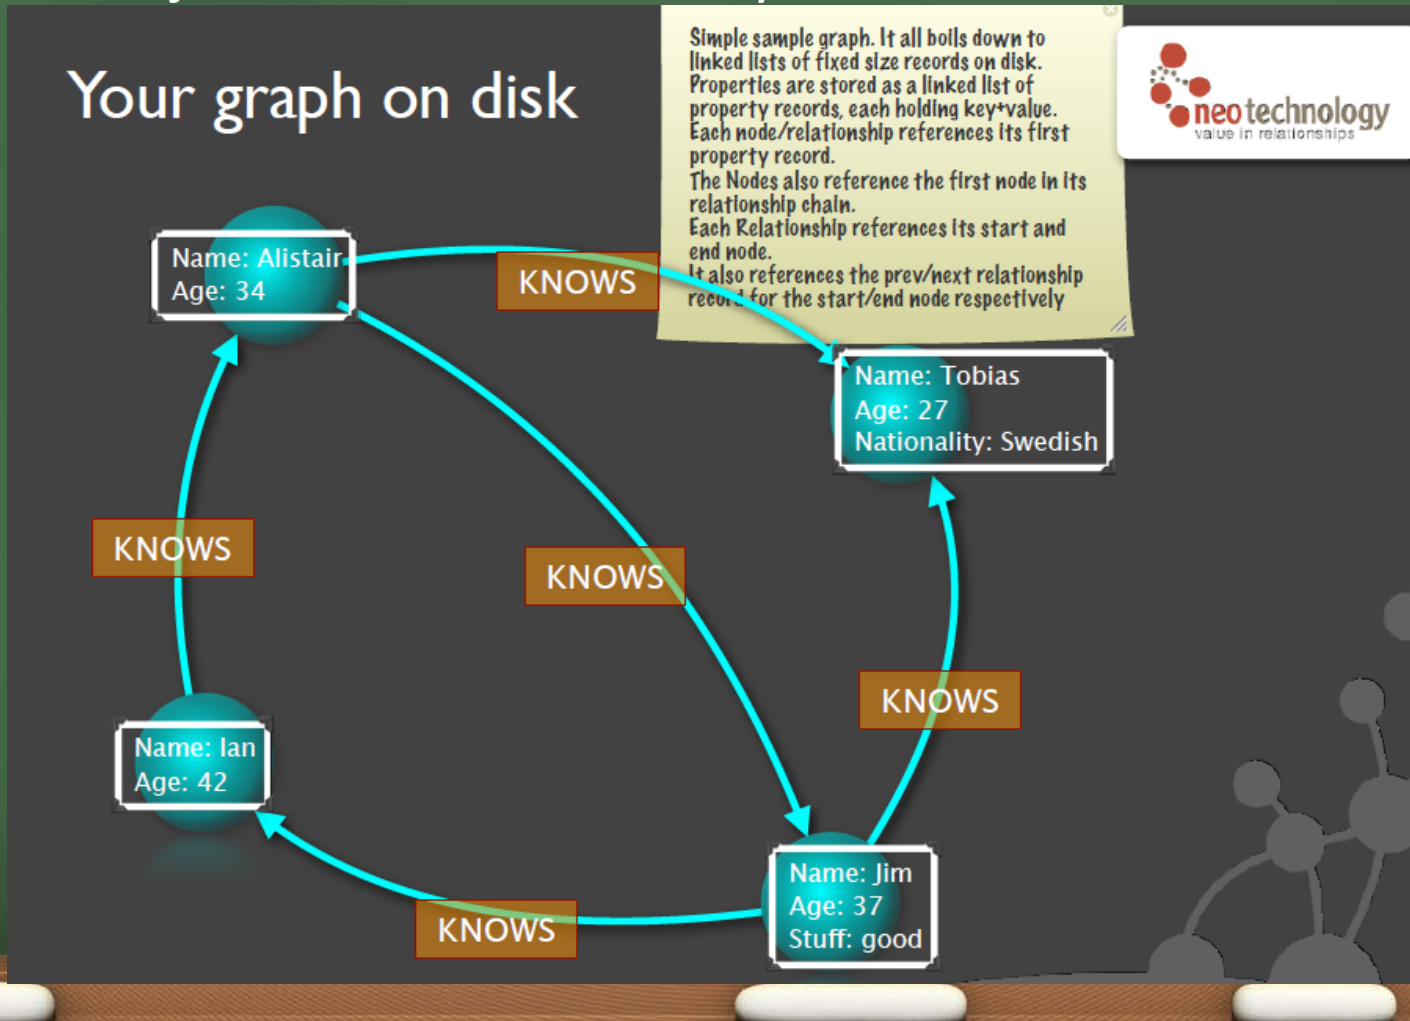 Your graph on disk
Simple sample graph. It all boils down to
linked lists of fixed size records on disk.
Properties are stored as a linked list of
property records, each holding key+value.
Each node/relationship references its first
property record.
The Nodes also reference the first node in its
relationship chain.
Each Relationship references its start and
end node.
It also references the prev/next relationship
record for the start/end node respectively
neotechnology
value in relationships
Name: Alistair
Age: 34
KNOWS
Name: Tobias
Age: 27
Nationality: Swedish
KNOWS
KNOWS
KNOWS
Name: Ian
Age: 42
KNOWS
Name: Jim
Age: 37
Stuff: good